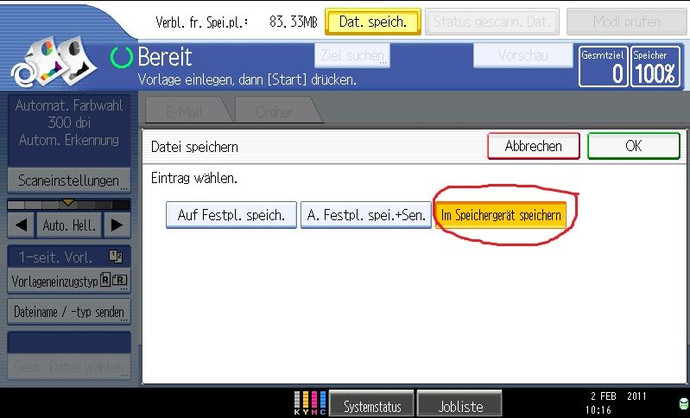 Verbl. fr. Spei.pl.: 83.33MB Dat. speich. Status gescann. Dat. Modi prüfen
Bereit Ziel suchen Vorschau Gesmtziel Speicher
Vorlage einlegen, dann [Start] drücken. 0 100%
Automat. Farbwahl E-Mail Ordner
300 dpi
Autom. Erkennung
Datei speichern Abbrechen OK
Scaneinstellungen Eintrag wählen.
Auf Festpl. speich. A. Festpl. spei.+Sen. Im Speichergerät speichern
Auto. Hell.
1-seit. Vorl. 1 2
Vorlageneinzugstyp R R
Dateiname / -typ senden
Gesp. Datei wählen
K Y M C Systemstatus Jobliste 2 FEB 2011
10:16